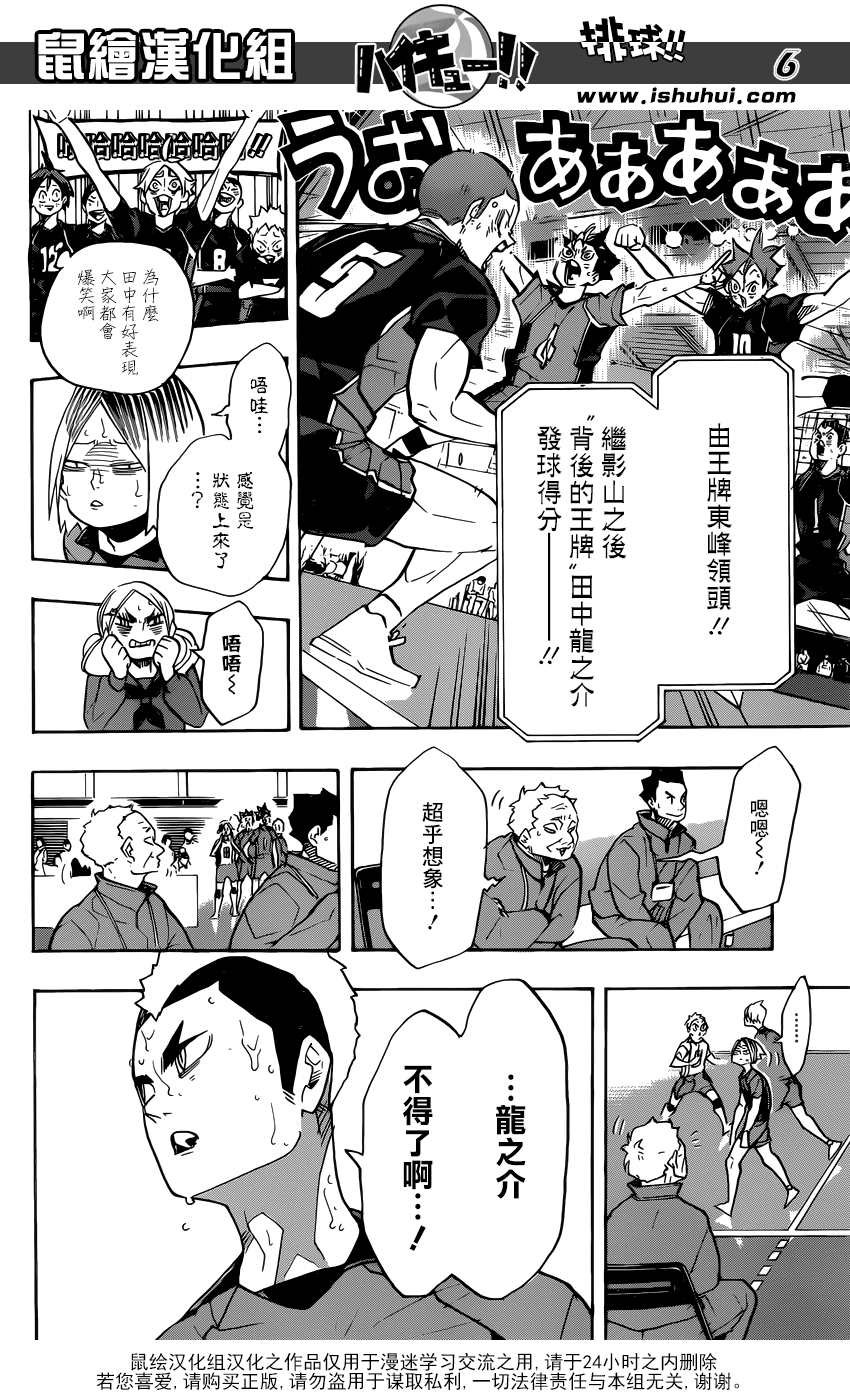 鼠繪漢化組
ハイキュー!!
排球!!
6
www.ishuhui.com
うおぉ
あぁあぁあ
5
10
由王牌東峰領頭!!
繼影山之後
“背後的王牌”田中龍之介
發球得分——!!
哈哈哈哈哈!!
12
8
為什麼
田中有好表現
大家都會
爆笑啊
唔哇…
感覺是
狀態上來了
…?
唔唔~
嗯嗯~!
超乎想象…!
……
…龍之介
不得了啊…!
鼠绘汉化组汉化之作品仅用于漫迷学习交流之用, 请于24小时之内删除
若您喜爱, 请购买正版, 请勿用于谋取私利, 一切法律责任与本组无关, 谢谢。